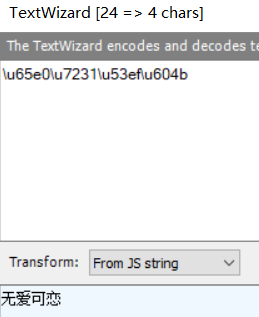 TextWizard [24 => 4 chars]
The TextWizard encodes and decodes te
\u65e0\u7231\u53ef\u604b
Transform: From JS string
无爱可恋